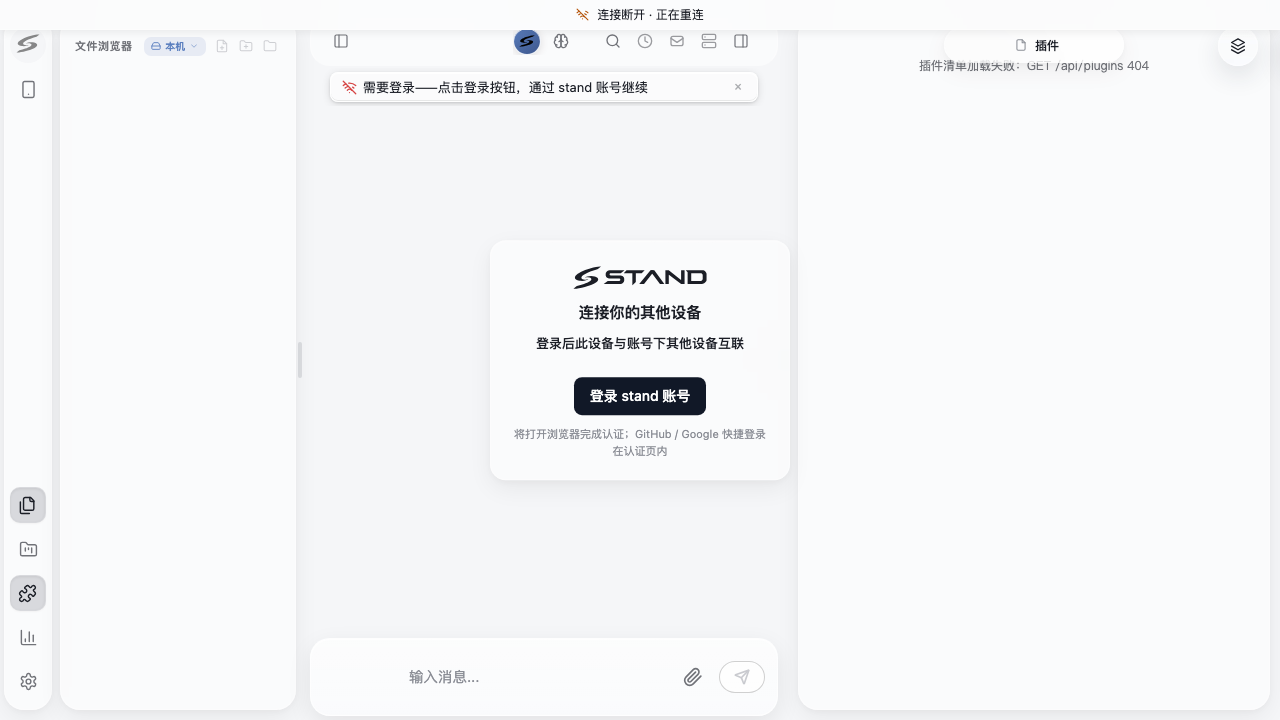 连接断开 · 正在重连
文件浏览器
本机
插件
插件清单加载失败：GET /api/plugins 404
需要登录——点击登录按钮，通过 stand 账号继续
STAND
连接你的其他设备
登录后此设备与账号下其他设备互联
登录 stand 账号
将打开浏览器完成认证；GitHub / Google 快捷登录
在认证页内
输入消息...